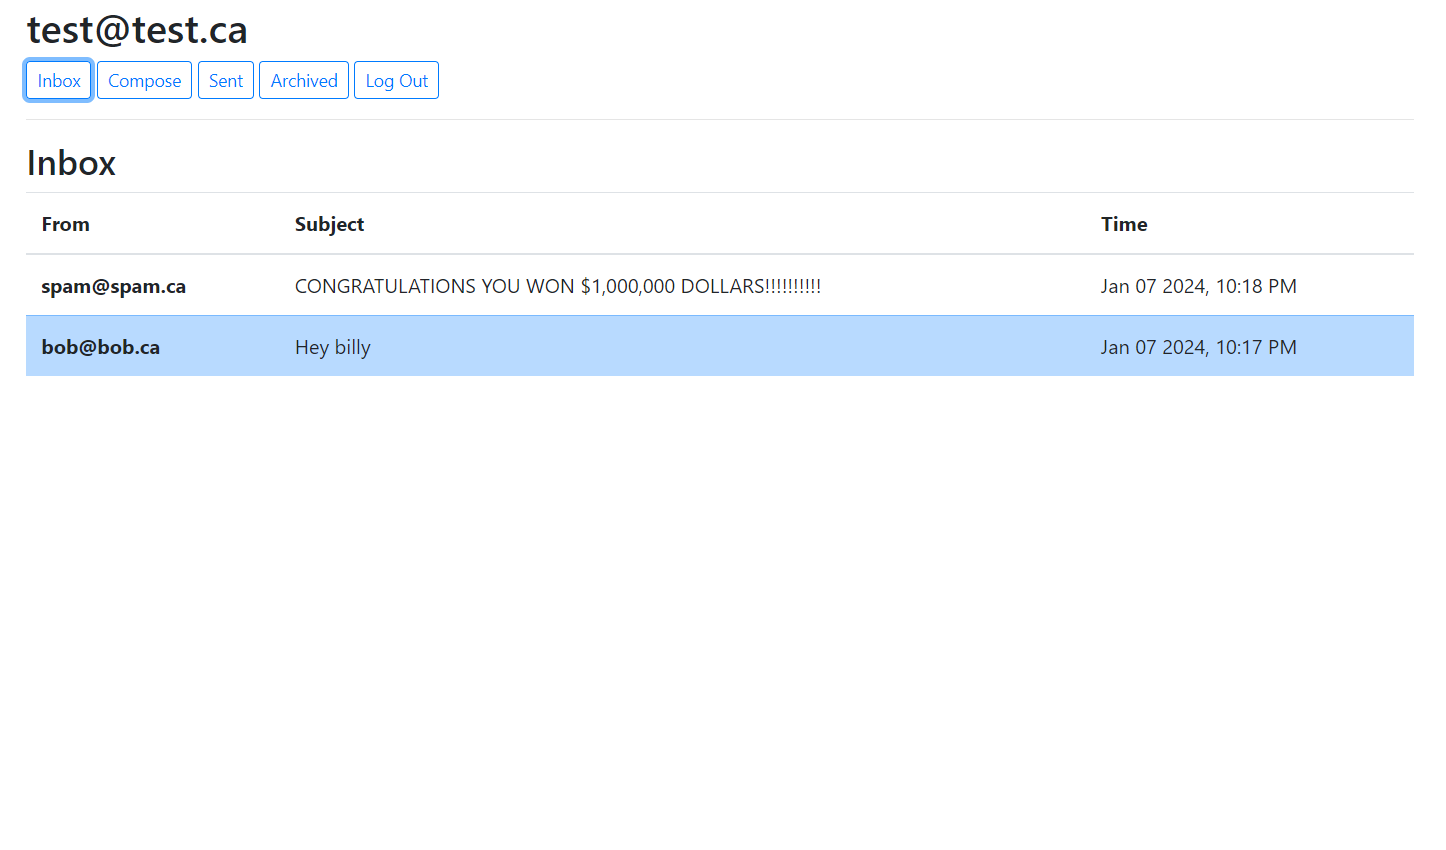 test@test.ca
Inbox Compose Sent Archived Log Out
Inbox
From Subject Time
spam@spam.ca CONGRATULATIONS YOU WON $1,000,000 DOLLARS!!!!!!!!!! Jan 07 2024, 10:18 PM
bob@bob.ca Hey billy Jan 07 2024, 10:17 PM